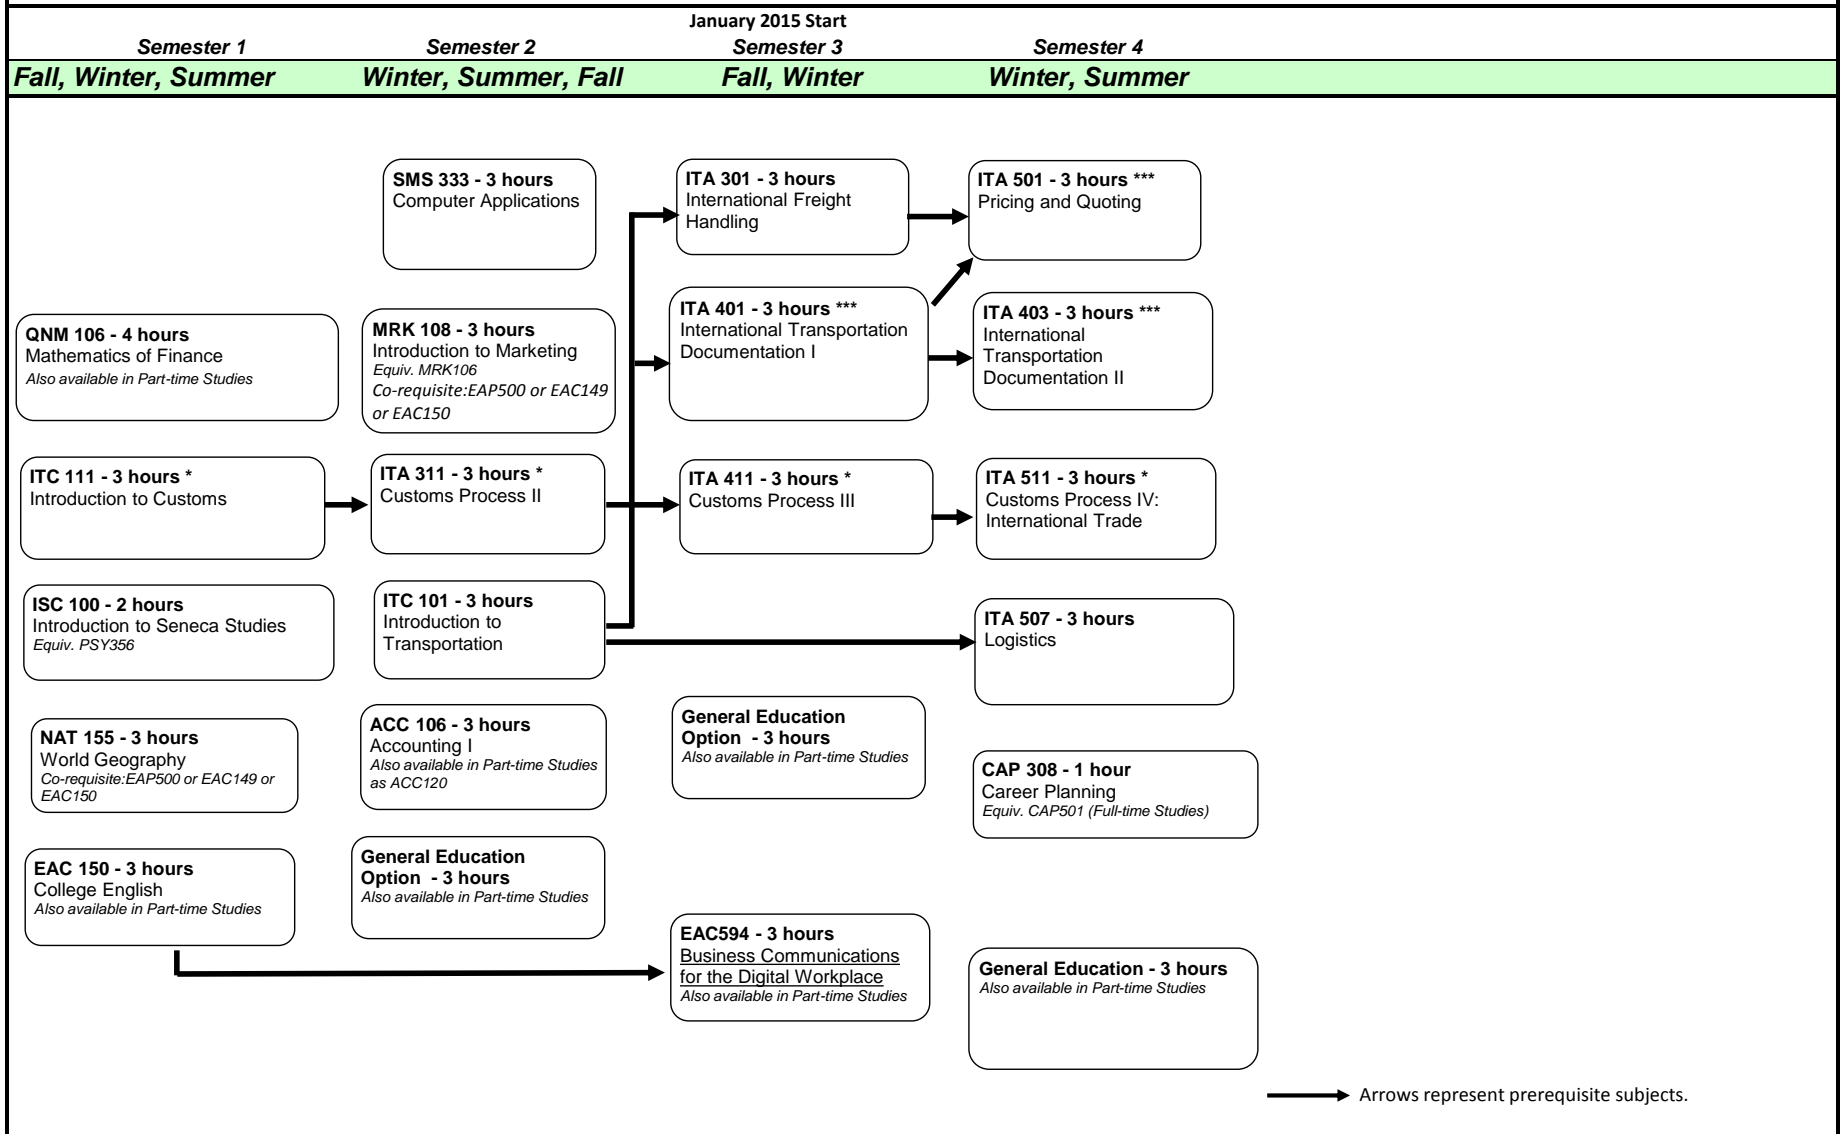 January 2015 Start
Semester 1
Semester 2
Semester 3
Semester 4
Fall, Winter, Summer
Winter, Summer, Fall
Fall, Winter
Winter, Summer
QNM 106 - 4 hours
Mathematics of Finance
Also available in Part-time Studies
ITC 111 - 3 hours *
Introduction to Customs
ISC 100 - 2 hours
Introduction to Seneca Studies
Equiv. PSY356
NAT 155 - 3 hours
World Geography
Co-requisite:EAP500 or EAC149 or
EAC150
EAC 150 - 3 hours
College English
Also available in Part-time Studies
SMS 333 - 3 hours
Computer Applications
MRK 108 - 3 hours
Introduction to Marketing
Equiv. MRK106
Co-requisite:EAP500 or EAC149
or EAC150
ITA 311 - 3 hours *
Customs Process II
ITC 101 - 3 hours
Introduction to
Transportation
ACC 106 - 3 hours
Accounting I
Also available in Part-time Studies
as ACC120
General Education
Option  - 3 hours
Also available in Part-time Studies
ITA 301 - 3 hours
International Freight
Handling
ITA 401 - 3 hours ***
International Transportation
Documentation I
ITA 411 - 3 hours *
Customs Process III
General Education
Option  - 3 hours
Also available in Part-time Studies
EAC594 - 3 hours
Business Communications
for the Digital Workplace
Also available in Part-time Studies
ITA 501 - 3 hours ***
Pricing and Quoting
ITA 403 - 3 hours ***
International
Transportation
Documentation II
ITA 511 - 3 hours *
Customs Process IV:
International Trade
ITA 507 - 3 hours
Logistics
CAP 308 - 1 hour
Career Planning
Equiv. CAP501 (Full-time Studies)
General Education - 3 hours
Also available in Part-time Studies
Arrows represent prerequisite subjects.